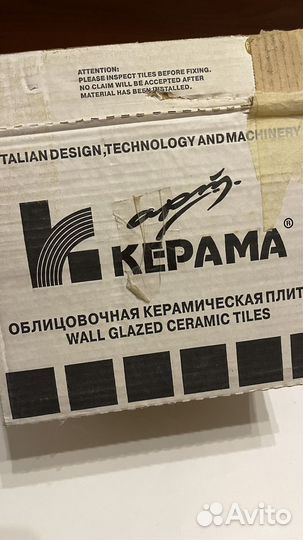 ATTENTION:
PLEASE INSPECT TILES BEFORE FIXING.
NO CLAIM WILL BE ACCEPTED AFTER
MATERIAL HAS BEEN INSTALLED.
TALIAN DESIGN, TECHNOLOGY AND MACHINERY
КЕРАМА®
ОБЛИЦОВОЧНАЯ КЕРАМИЧЕСКАЯ ПЛИТ
WALL GLAZED CERAMIC TILES
Avito